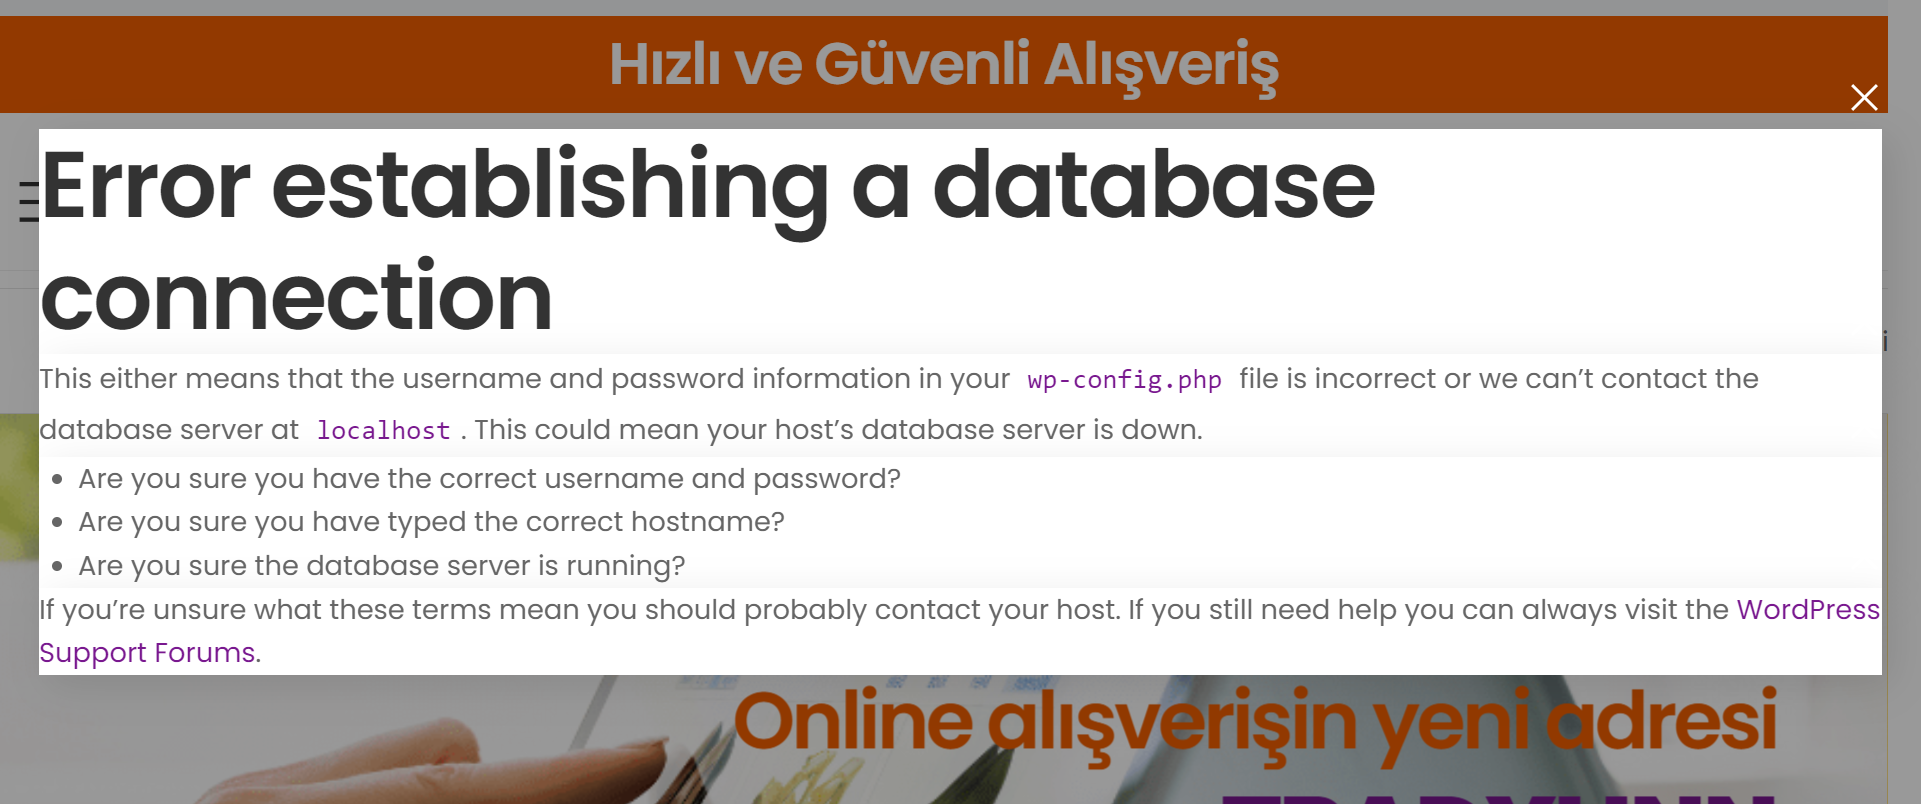 Hızlı ve Güvenli Alışveriş
Error establishing a database
connection
This either means that the username and password information in your wp-config.php file is incorrect or we can’t contact the
database server at localhost . This could mean your host’s database server is down.
• Are you sure you have the correct username and password?
• Are you sure you have typed the correct hostname?
• Are you sure the database server is running?
If you’re unsure what these terms mean you should probably contact your host. If you still need help you can always visit the WordPress
Support Forums.
Online alışverişin yeni adresi